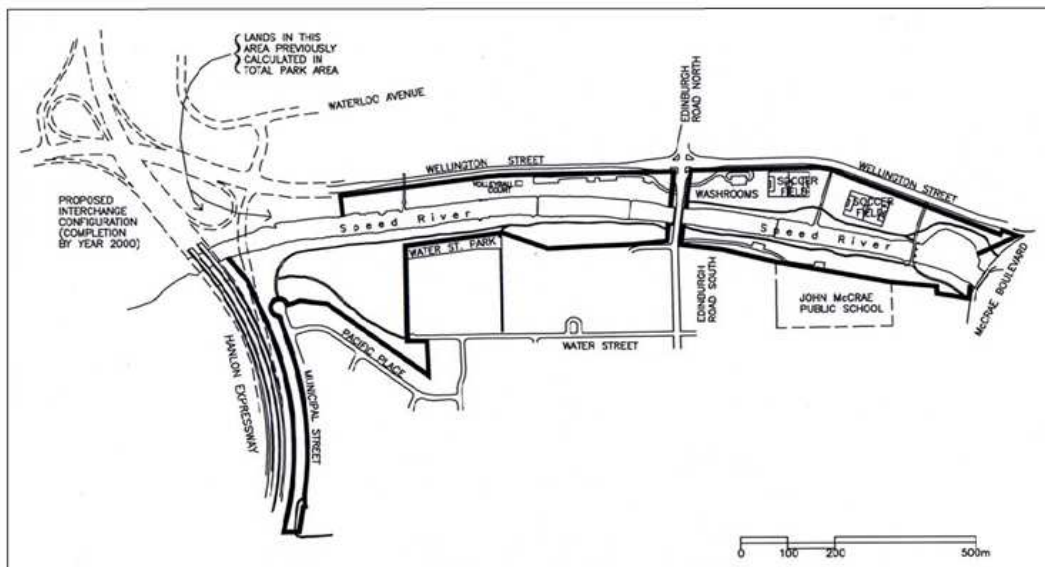 LANDS IN THIS
AREA PREVIOUSLY
CALCULATED IN
TOTAL PARK AREA
WATERLOO AVENUE
EDINBURGH
ROAD NORTH
WELLINGTON STREET
WELLINGTON STREET
VOLLEYBALL
COURT
WASHROOMS
SOCCER
FIELD
SOCCER
FIELD
PROPOSED
INTERCHANGE
CONFIGURATION
(COMPLETION
BY YEAR 2000)
Speed River
Speed River
WATER ST. PARK
EDINBURGH
ROAD SOUTH
JOHN McCRAE
PUBLIC SCHOOL
McCRAE BOULEVARD
WATER STREET
PACIFIC PLACE
HANLON EXPRESSWAY
MUNICIPAL STREET
0 100 200 500m